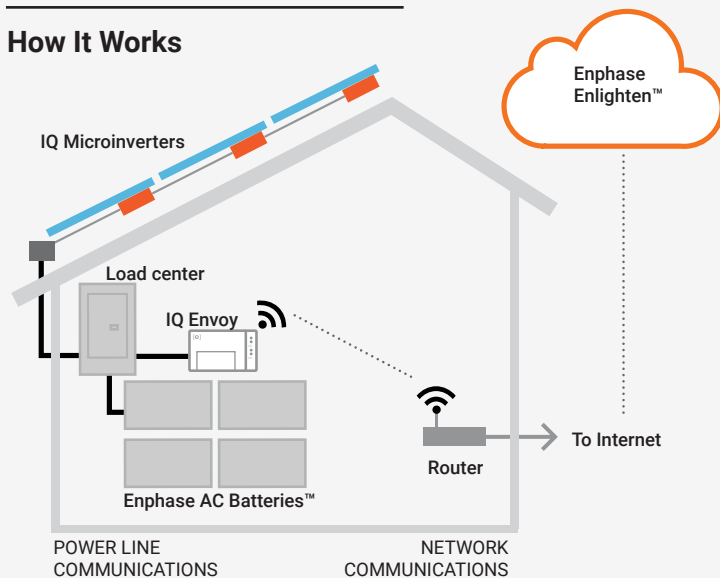 How It Works
Enphase
Enlighten™
IQ Microinverters
Load center
IQ Envoy
[e]
To Internet
Router
Enphase AC Batteries™
POWER LINE
COMMUNICATIONS
NETWORK
COMMUNICATIONS